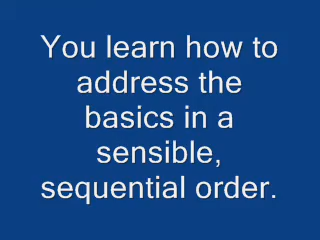 You learn how to
address the
basics in a
sensible,
sequential order.